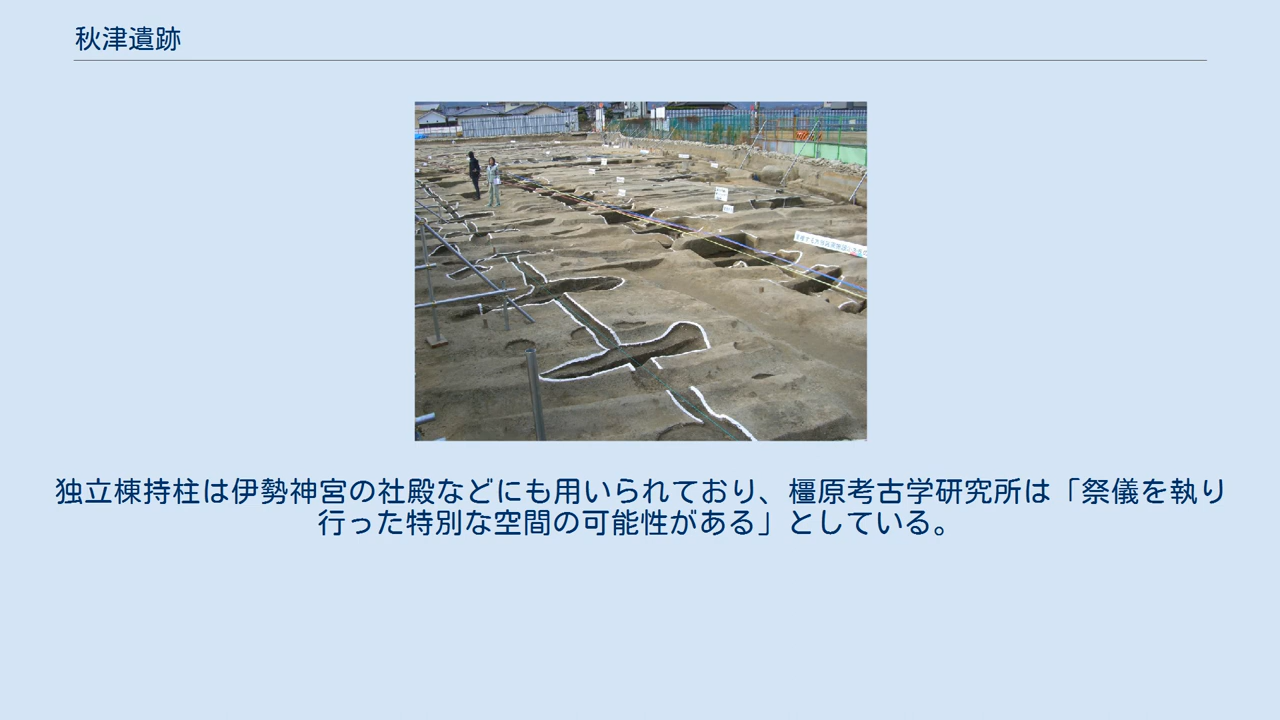 秋津遺跡
独立棟持柱は伊勢神宮の社殿などにも用いられており、橿原考古学研究所は「祭儀を執り
行った特別な空間の可能性がある」としている。